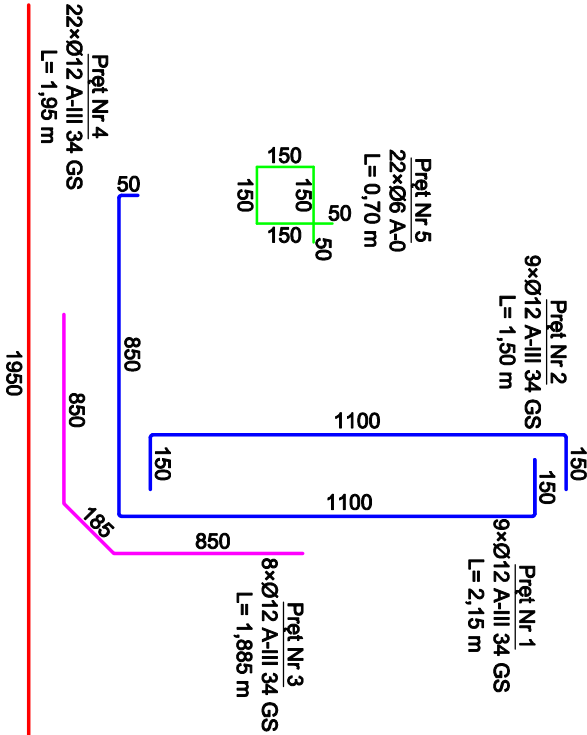 Pręt Nr 4
22×Ø12 A-III 34 GS
L= 1,95 m
Pręt Nr 5
22×Ø6 A-0
L= 0,70 m
150
150
150
150
50
50
Pręt Nr 2
9×Ø12 A-III 34 GS
L= 1,50 m
150
1100
150
50
850
1100
150
Pręt Nr 1
9×Ø12 A-III 34 GS
L= 2,15 m
850
185
850
Pręt Nr 3
8×Ø12 A-III 34 GS
L= 1,885 m
1950